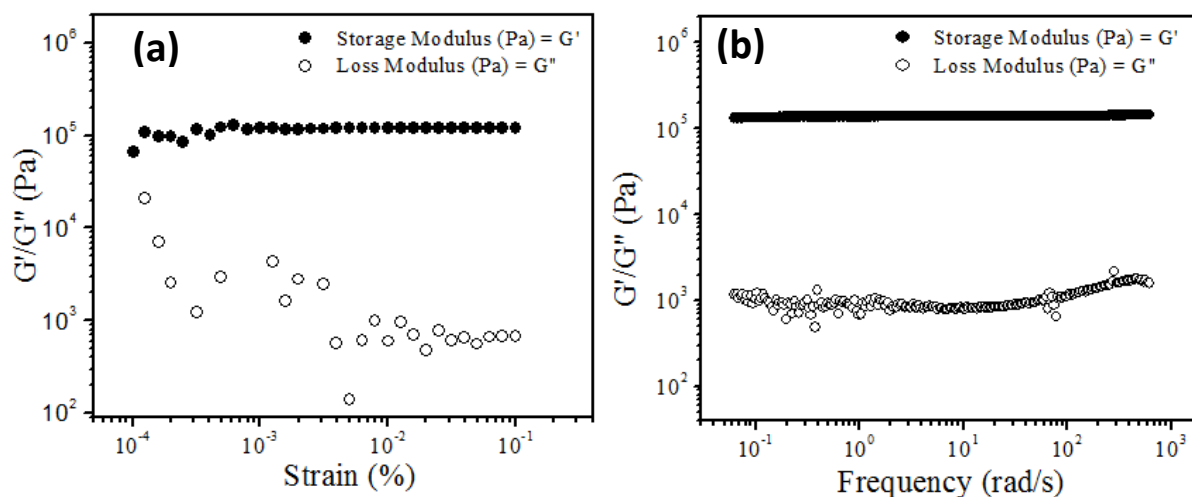 (a)
Storage Modulus (Pa) = G'
Loss Modulus (Pa) = G"
10^6
10^5
10^4
10^3
10^2
G'/G" (Pa)
10^-4
10^-3
10^-2
10^-1
Strain (%)
(b)
Storage Modulus (Pa) = G'
Loss Modulus (Pa) = G"
10^6
10^5
10^4
10^3
10^2
G'/G" (Pa)
10^-1
10^0
10^1
10^2
10^3
Frequency (rad/s)